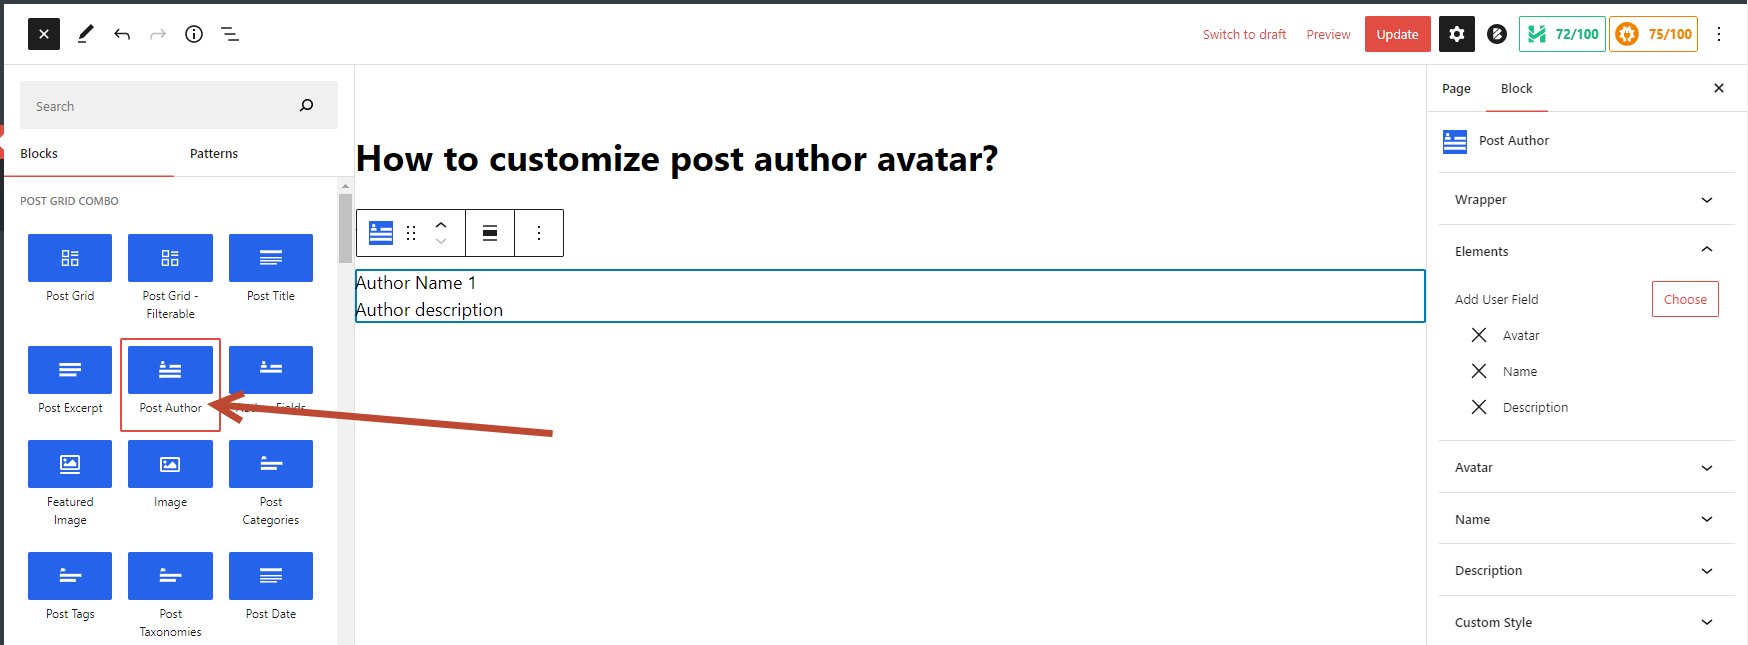 Switch to draft
Preview
Update
72/100
75/100
Search
Blocks
Patterns
POST GRID COMBO
Post Grid
Post Grid -
Filterable
Post Title
Post Excerpt
Post Author
Featured
Image
Image
Post
Categories
Post Tags
Post
Taxonomies
Post Date
How to customize post author avatar?
Author Name 1
Author description
Page
Block
Post Author
Wrapper
Elements
Add User Field
Choose
Avatar
Name
Description
Avatar
Name
Description
Custom Style